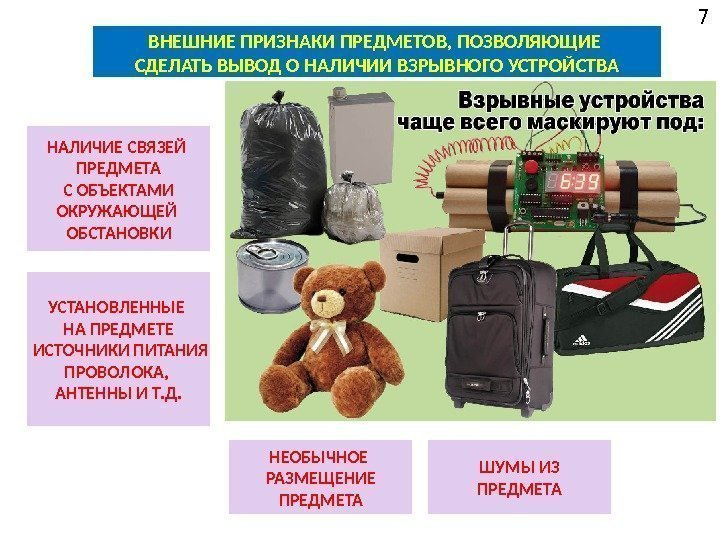 7
ВНЕШНИЕ ПРИЗНАКИ ПРЕДМЕТОВ, ПОЗВОЛЯЮЩИЕ
СДЕЛАТЬ ВЫВОД О НАЛИЧИИ ВЗРЫВНОГО УСТРОЙСТВА
Взрывные устройства
чаще всего маскируют под:
НАЛИЧИЕ СВЯЗЕЙ
ПРЕДМЕТА
С ОБЪЕКТАМИ
ОКРУЖАЮЩЕЙ
ОБСТАНОВКИ
6:39
adidas
УСТАНОВЛЕННЫЕ
НА ПРЕДМЕТЕ
ИСТОЧНИКИ ПИТАНИЯ
ПРОВОЛОКА,
АНТЕННЫ И Т.Д.
НЕОБЫЧНОЕ
РАЗМЕЩЕНИЕ
ПРЕДМЕТА
ШУМЫ ИЗ
ПРЕДМЕТА